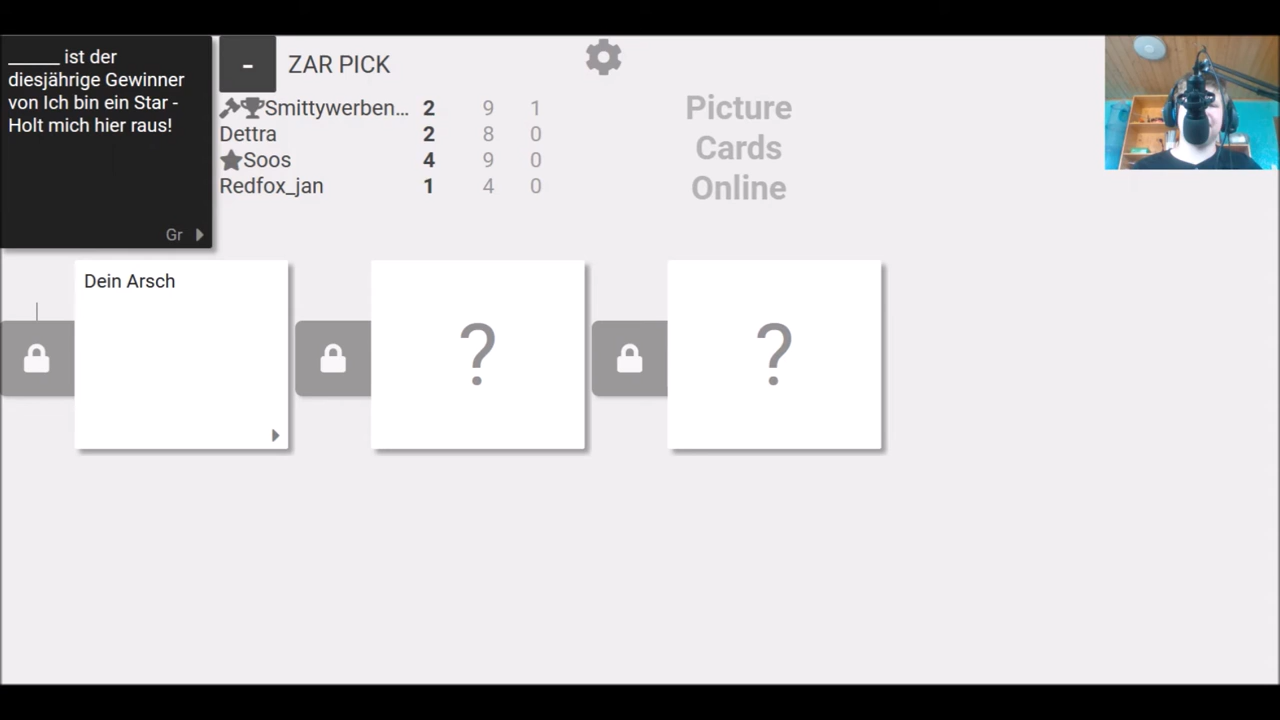 ______ ist der
diesjährige Gewinner
von Ich bin ein Star -
Holt mich hier raus!
Gr
- ZAR PICK
Smittywerben... 2 9 1
Dettra 2 8 0
Soos 4 9 0
Redfox_jan 1 4 0
Picture
Cards
Online
Dein Arsch
?
?